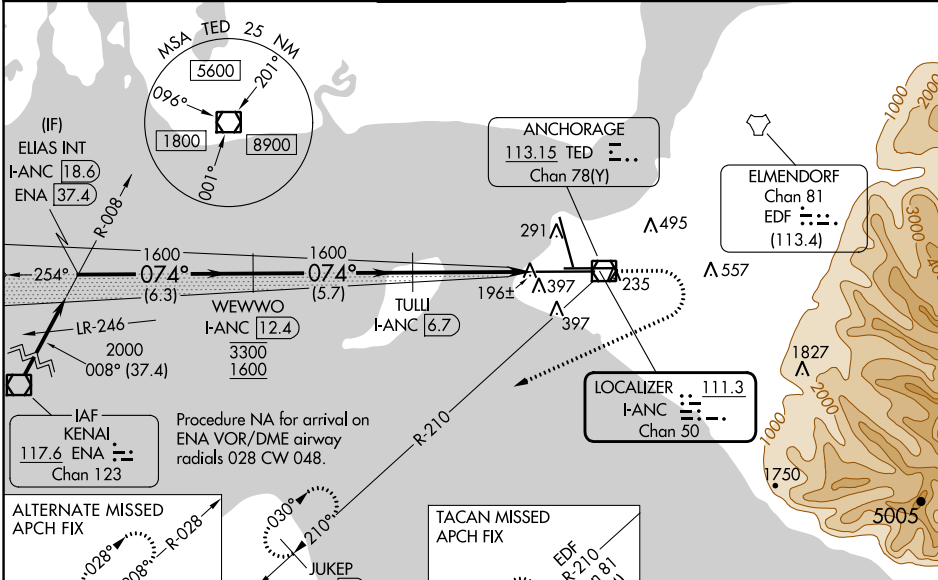 MSA TED 25 NM
5600
201°
096°
1800
8900
001°
(IF)
ELIAS INT
I-ANC 18.6
ENA 37.4
R-008
ANCHORAGE
113.15 TED
Chan 78(Y)
ELMENDORF
Chan 81
EDF
(113.4)
1000
2000
3000
291
495
557
235
397
196±
397
254°
1600
074°
(6.3)
1600
074°
(5.7)
WEWWO
I-ANC 12.4
3300
1600
TULLI
I-ANC 6.7
LR-246
2000
008° (37.4)
IAF
KENAI
117.6 ENA
Chan 123
Procedure NA for arrival on
ENA VOR/DME airway
radials 028 CW 048.
R-210
LOCALIZER 111.3
I-ANC
Chan 50
1827
2000
1000
1750
5005
ALTERNATE MISSED
APCH FIX
028°
008°
R-028
030°
210°
JUKEP
TACAN MISSED
APCH FIX
EDF
R-210